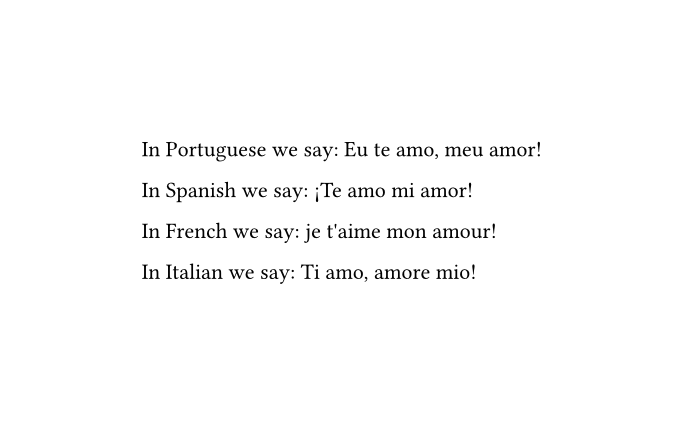 In Portuguese we say: Eu te amo, meu amor!
In Spanish we say: ¡Te amo mi amor!
In French we say: je t'aime mon amour!
In Italian we say: Ti amo, amore mio!